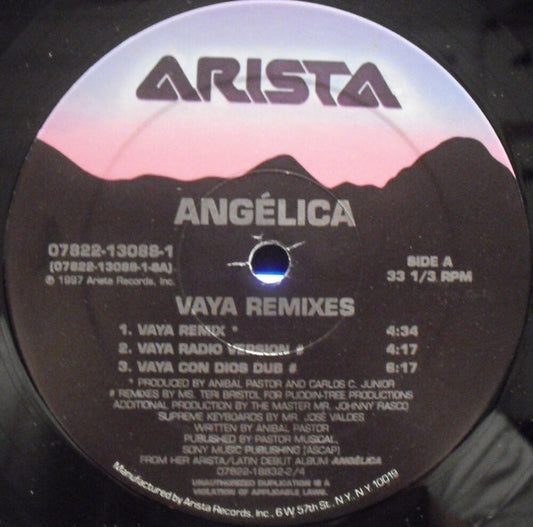 ARISTA
ANGÉLICA
07822-13088-1
[07822-13088-1-SA]
℗ 1997 Arista Records, Inc.
SIDE A
33 1/3 RPM
VAYA REMIXES
1. VAYA REMIX * 4:34
2. VAYA RADIO VERSION # 4:17
3. VAYA CON DIOS DUB # 6:17
* PRODUCED BY ANIBAL PASTOR AND CARLOS C. JUNIOR
# REMIXES BY MS. TERI BRISTOL FOR PUDDIN-TREE PRODUCTIONS
ADDITIONAL PRODUCTION BY THE MASTER MR. JOHNNY RASCO
SUPREME KEYBOARDS BY MR. JOSÉ VALDES
WRITTEN BY ANIBAL PASTOR
PUBLISHED BY PASTOR MUSICAL,
SONY MUSIC PUBLISHING [ASCAP]
FROM HER ARISTA/LATIN DEBUT ALBUM ANGÉLICA
07822-18832-2/4
UNAUTHORIZED DUPLICATION IS A
VIOLATION OF APPLICABLE LAWS.
Manufactured by Arista Records, Inc., 6 W 57th St., N.Y., N.Y. 10019